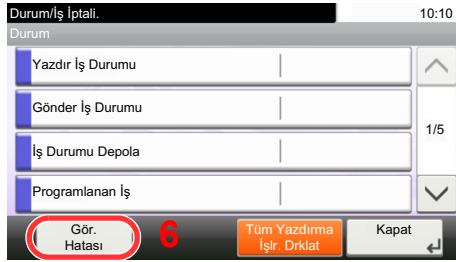 Durum/İş İptali.
10:10
Durum
Yazdır İş Durumu
Gönder İş Durumu
1/5
İş Durumu Depola
Programlanan İş
Gör.
Hatası
6
Tüm Yazdırma
İşlr. Drklat
Kapat